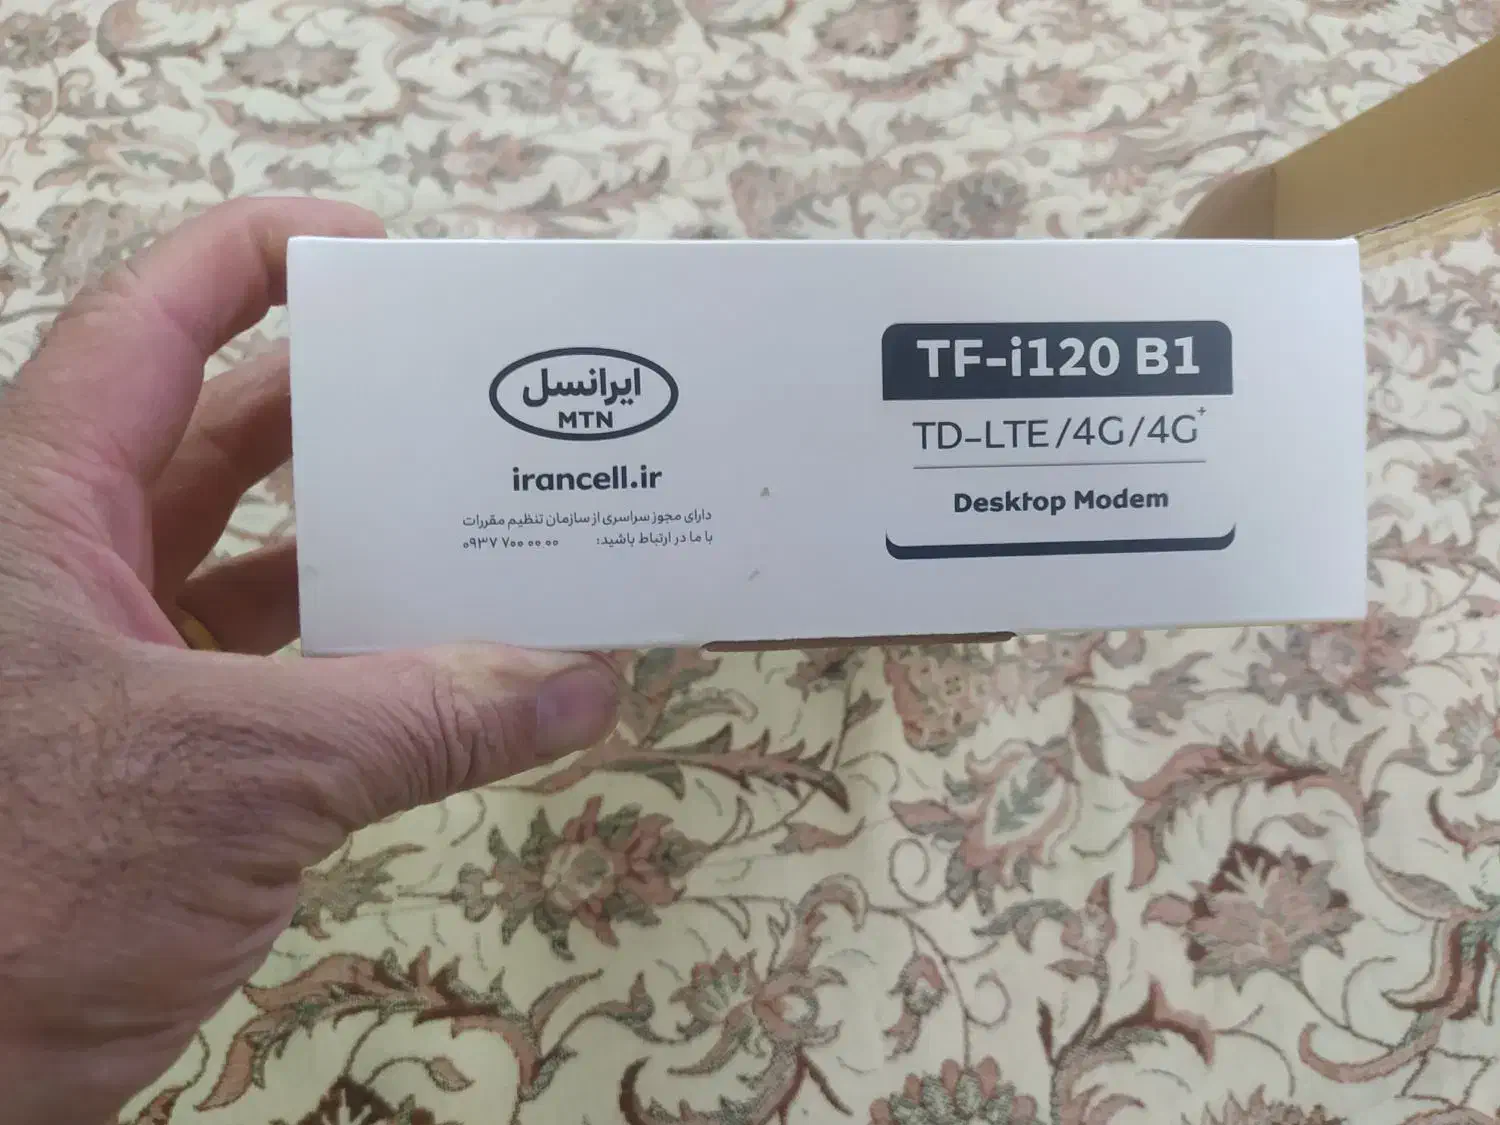 ایرانسل
MTN
irancell.ir
دارای مجوز سراسری از سازمان تنظیم مقررات
با ما در ارتباط باشید: ۰۹۳۷ ۷۰۰ ۰۰ ۰۰
TF-i120 B1
TD-LTE/4G/4G+
Desktop Modem